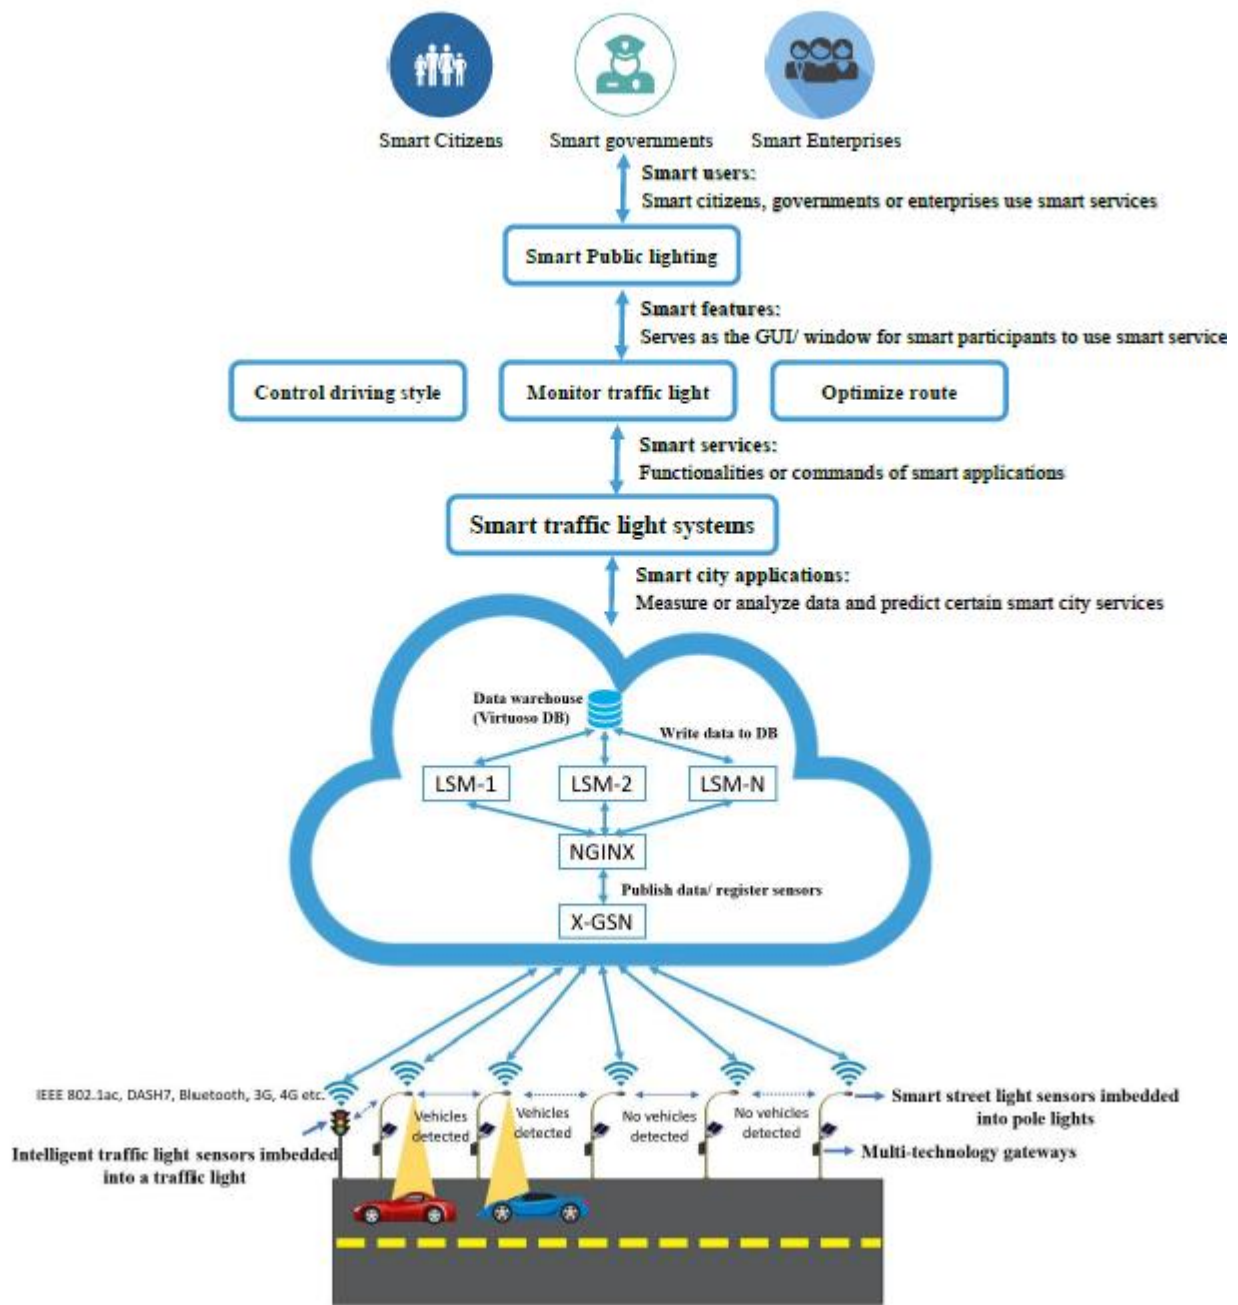 Smart Citizens
Smart governments
Smart Enterprises
Smart users:
Smart citizens, governments or enterprises use smart services
Smart Public lighting
Smart features:
Serves as the GUI/ window for smart participants to use smart service
Control driving style
Monitor traffic light
Optimize route
Smart services:
Functionalities or commands of smart applications
Smart traffic light systems
Smart city applications:
Measure or analyze data and predict certain smart city services
Data warehouse
(Virtuoso DB)
Write data to DB
LSM-1
LSM-2
LSM-N
NGINX
Publish data/ register sensors
X-GSN
IEEE 802.1ac, DASH7, Bluetooth, 3G, 4G etc.
Vehicles
detected
Vehicles
detected
No vehicles
detected
No vehicles
detected
Smart street light sensors imbedded
into pole lights
Multi-technology gateways
Intelligent traffic light sensors imbedded
into a traffic light